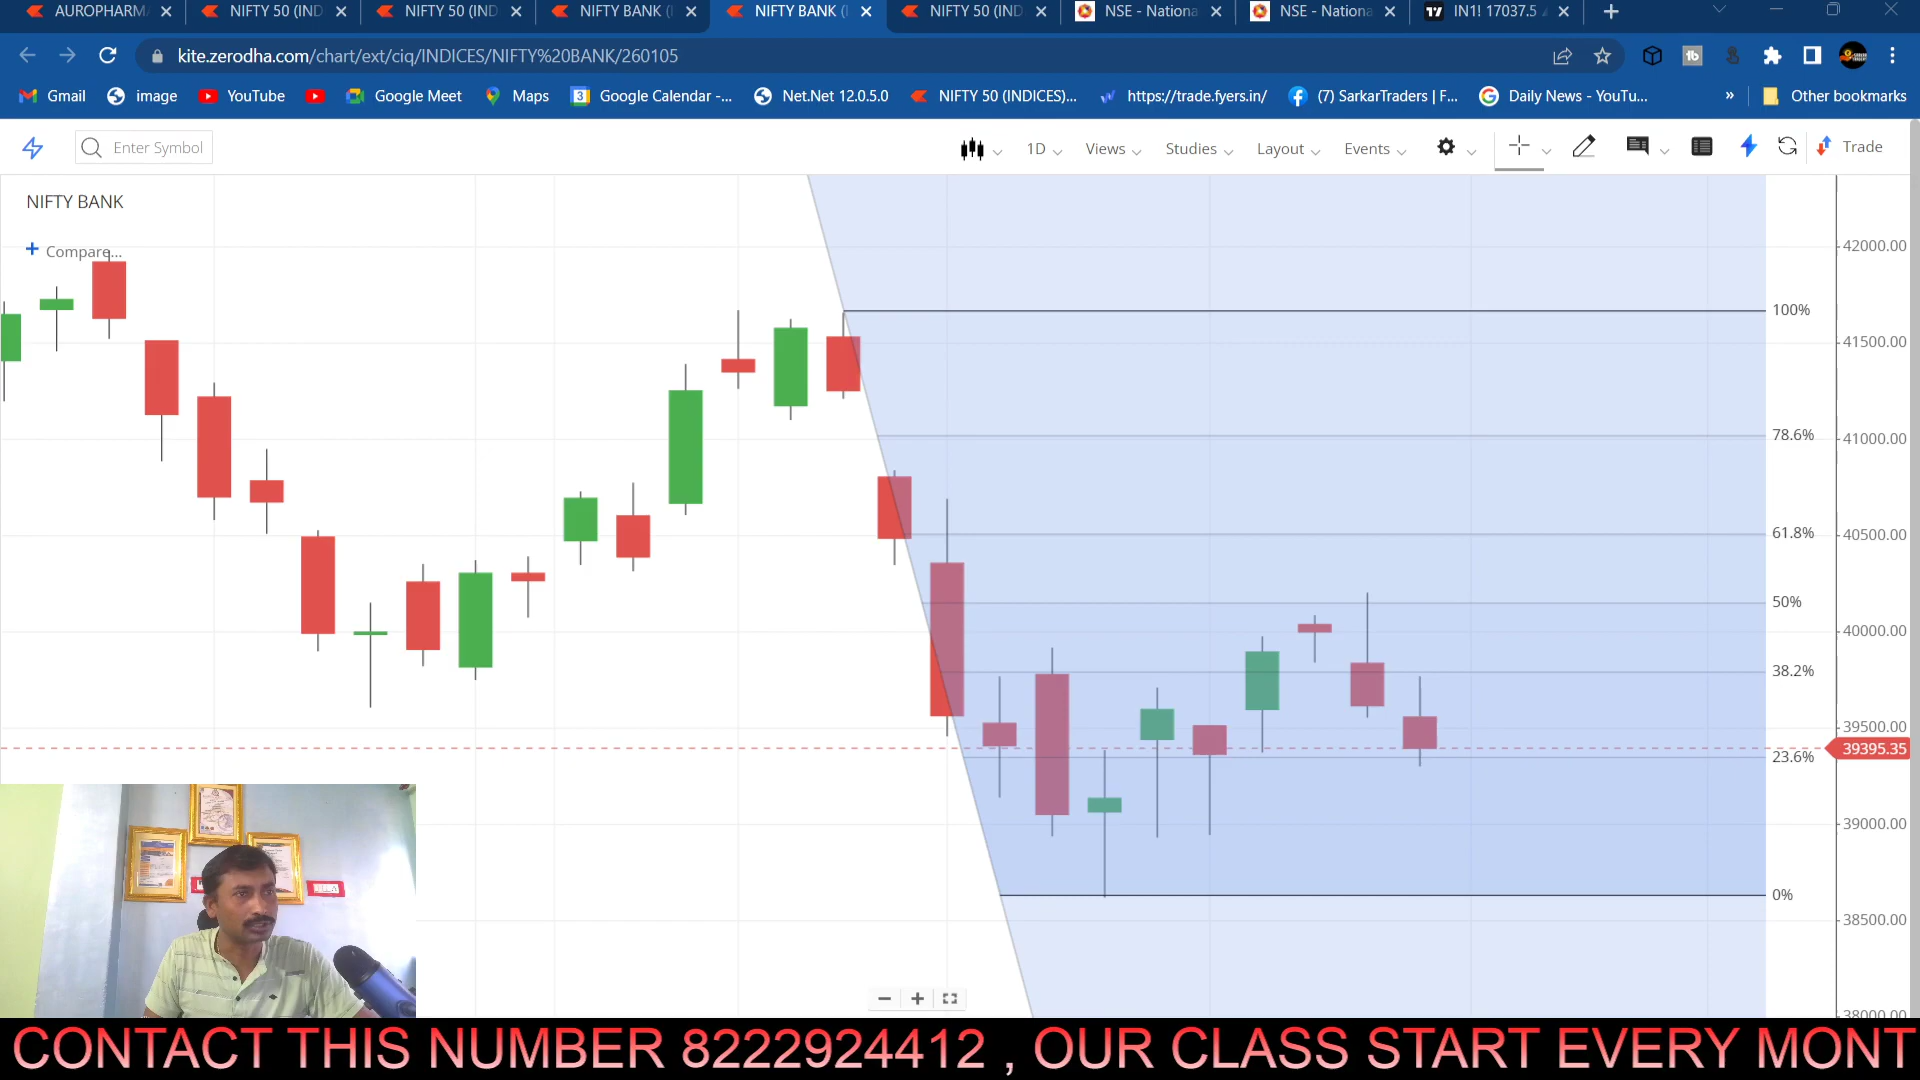 AUROPHARMA
NIFTY 50 (IND
NIFTY 50 (IND
NIFTY BANK (I
NIFTY BANK (I
NIFTY 50 (IND
NSE - Nationa
NSE - Nationa
IN1! 17037.5
kite.zerodha.com/chart/ext/ciq/INDICES/NIFTY%20BANK/260105
Gmail
image
YouTube
Google Meet
Maps
3 Google Calendar -...
Net.Net 12.0.5.0
NIFTY 50 (INDICES)...
https://trade.fyers.in/
(7) SarkarTraders | F...
Daily News - YouTu...
»
Other bookmarks
Enter Symbol
1D
Views
Studies
Layout
Events
Trade
NIFTY BANK
+ Compare...
100%
78.6%
61.8%
50%
38.2%
23.6%
0%
42000.00
41500.00
41000.00
40500.00
40000.00
39500.00
39395.35
39000.00
38500.00
38000.00
CONTACT THIS NUMBER 8222924412 , OUR CLASS START EVERY MONT